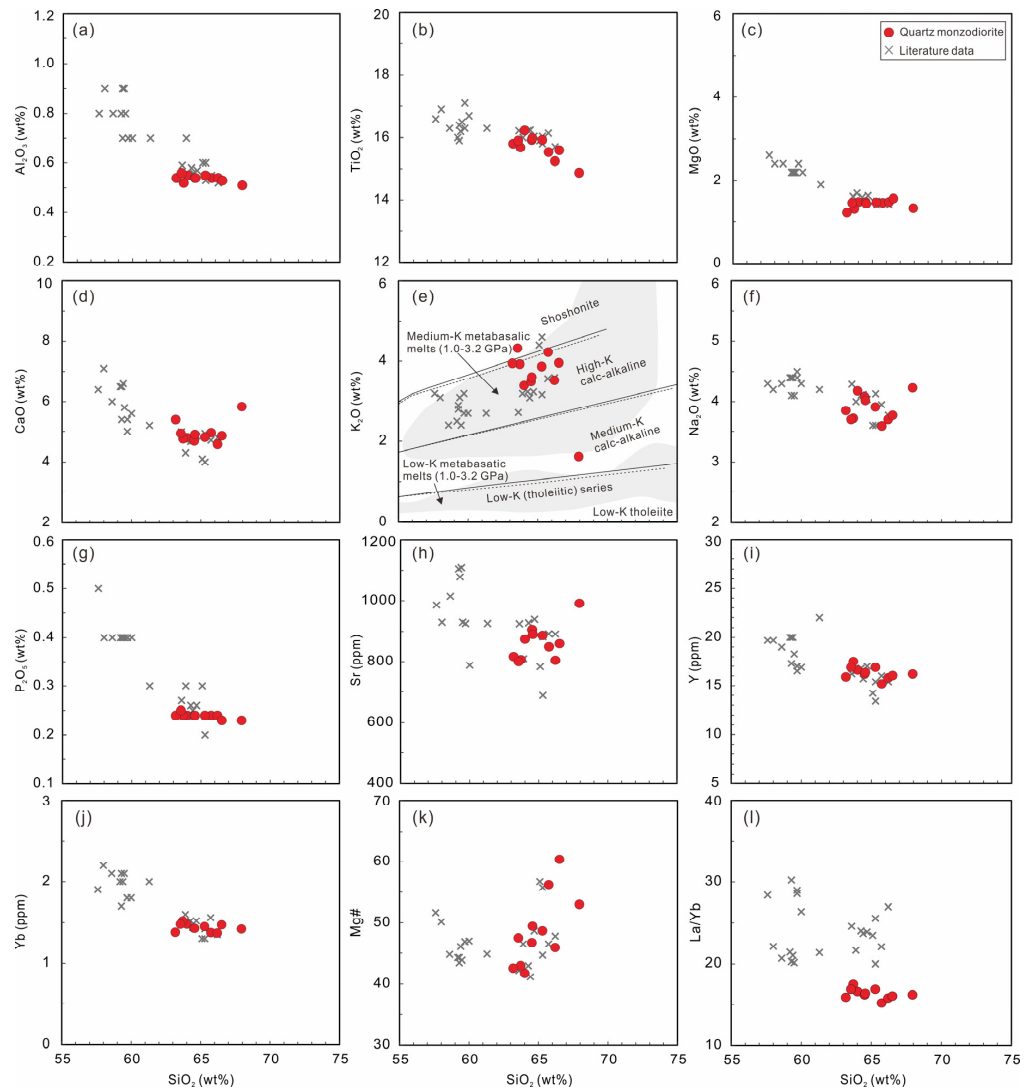 (a)
1.2
1.0
0.9
0.6
0.4
0.2
Al₂O₃ (wt%)
(b)
20
18
16
14
12
TiO₂ (wt%)
(c)
6
4
2
0
MgO (wt%)
Quartz monzodiorite
Literature data
(d)
10
8
6
4
2
CaO (wt%)
(e)
6
4
2
0
K₂O (wt%)
Shoshonite
Medium-K metabasalic
melts (1.0-3.2 GPa)
High-K
calc-alkaline
Medium-K
calc-alkaline
Low-K metabasatic
melts (1.0-3.2 GPa)
Low-K (tholeiitic) series
Low-K tholeiite
(f)
6
5
4
3
2
Na₂O (wt%)
(g)
0.6
0.5
0.4
0.3
0.2
0.1
P₂O₅ (wt%)
(h)
1200
1000
800
600
400
Sr (ppm)
(i)
30
25
20
15
10
5
Y (ppm)
(j)
3
2
1
0
Yb (ppm)
55 60 65 70 75
SiO₂ (wt%)
(k)
70
60
50
40
30
Mg#
55 60 65 70 75
SiO₂ (wt%)
(l)
40
30
20
10
La/Yb
55 60 65 70 75
SiO₂ (wt%)